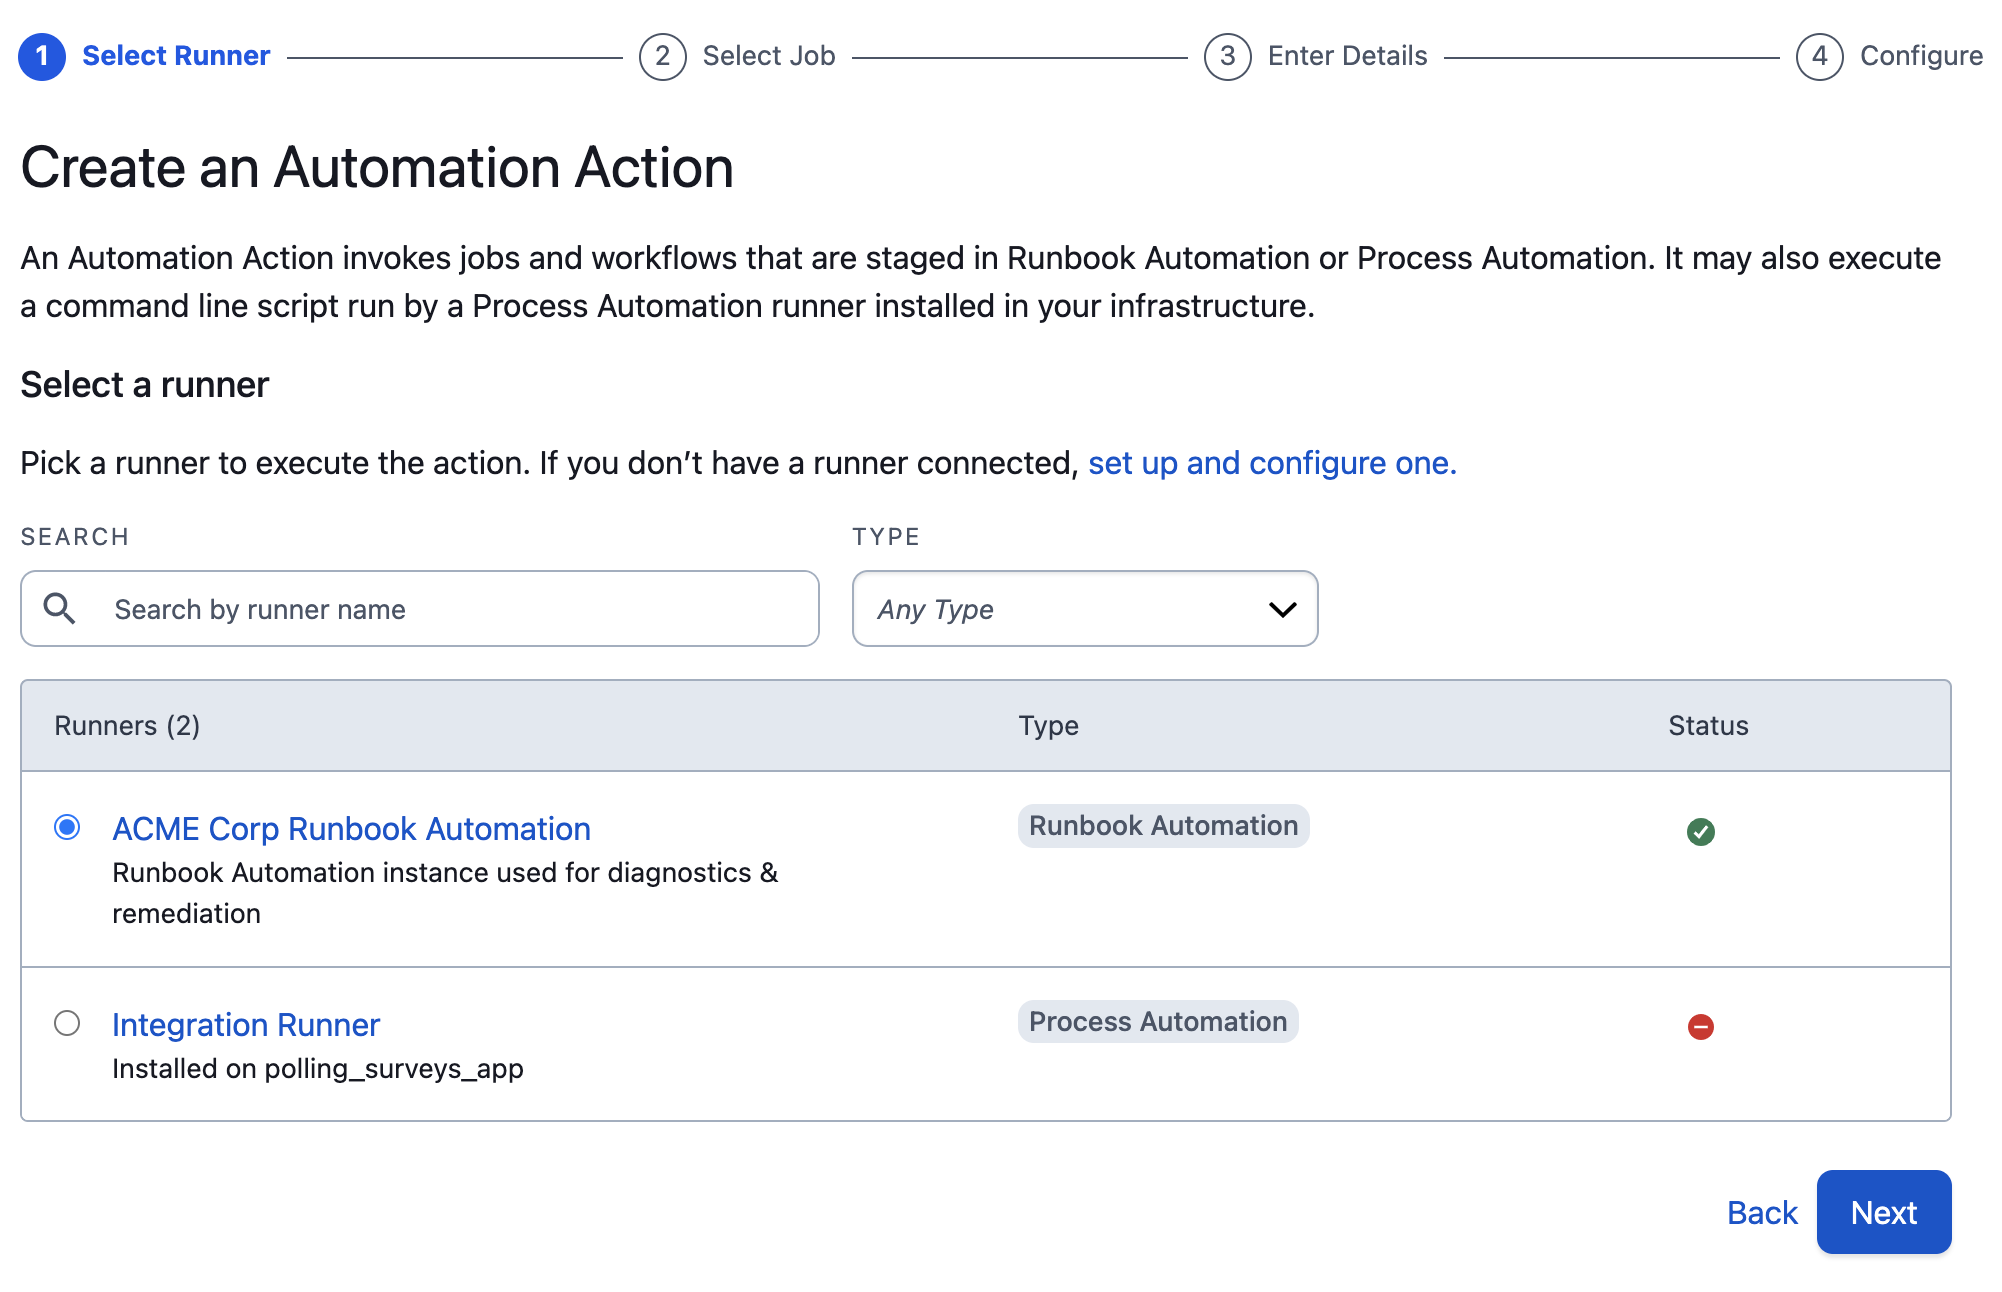 1 Select Runner 2 Select Job 3 Enter Details 4 Configure
Create an Automation Action
An Automation Action invokes jobs and workflows that are staged in Runbook Automation or Process Automation. It may also execute
a command line script run by a Process Automation runner installed in your infrastructure.
Select a runner
Pick a runner to execute the action. If you don’t have a runner connected, set up and configure one.
SEARCH TYPE
Search by runner name Any Type
Runners (2) Type Status
ACME Corp Runbook Automation Runbook Automation
Runbook Automation instance used for diagnostics &
remediation
Integration Runner Process Automation
Installed on polling_surveys_app
Back Next